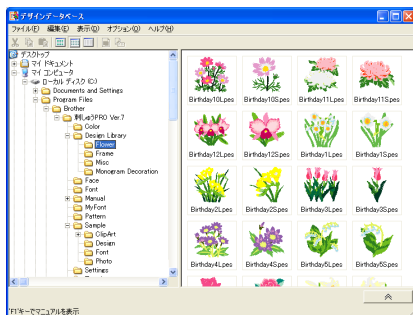 デザインデータベース
ファイル(F) 編集(E) 表示(D) オプション(O) ヘルプ(H)
デスクトップ
マイ ドキュメント
マイ コンピュータ
ローカル ディスク (C:)
Documents and Settings
Program Files
Brother
刺しゅうPRO Ver.7
Color
Design Library
Flower
Frame
Misc
Monogram Decoration
Face
Font
Manual
MyFont
Pattern
Sample
ClipArt
Design
Font
Photo
Settings
Birthday10L.pes Birthday10S.pes Birthday11L.pes Birthday11S.pes
Birthday12L.pes Birthday12S.pes Birthday1L.pes Birthday1S.pes
Birthday2L.pes Birthday2S.pes Birthday3L.pes Birthday3S.pes
Birthday4L.pes Birthday4S.pes Birthday5L.pes Birthday5S.pes
'F1'キーでマニュアルを表示